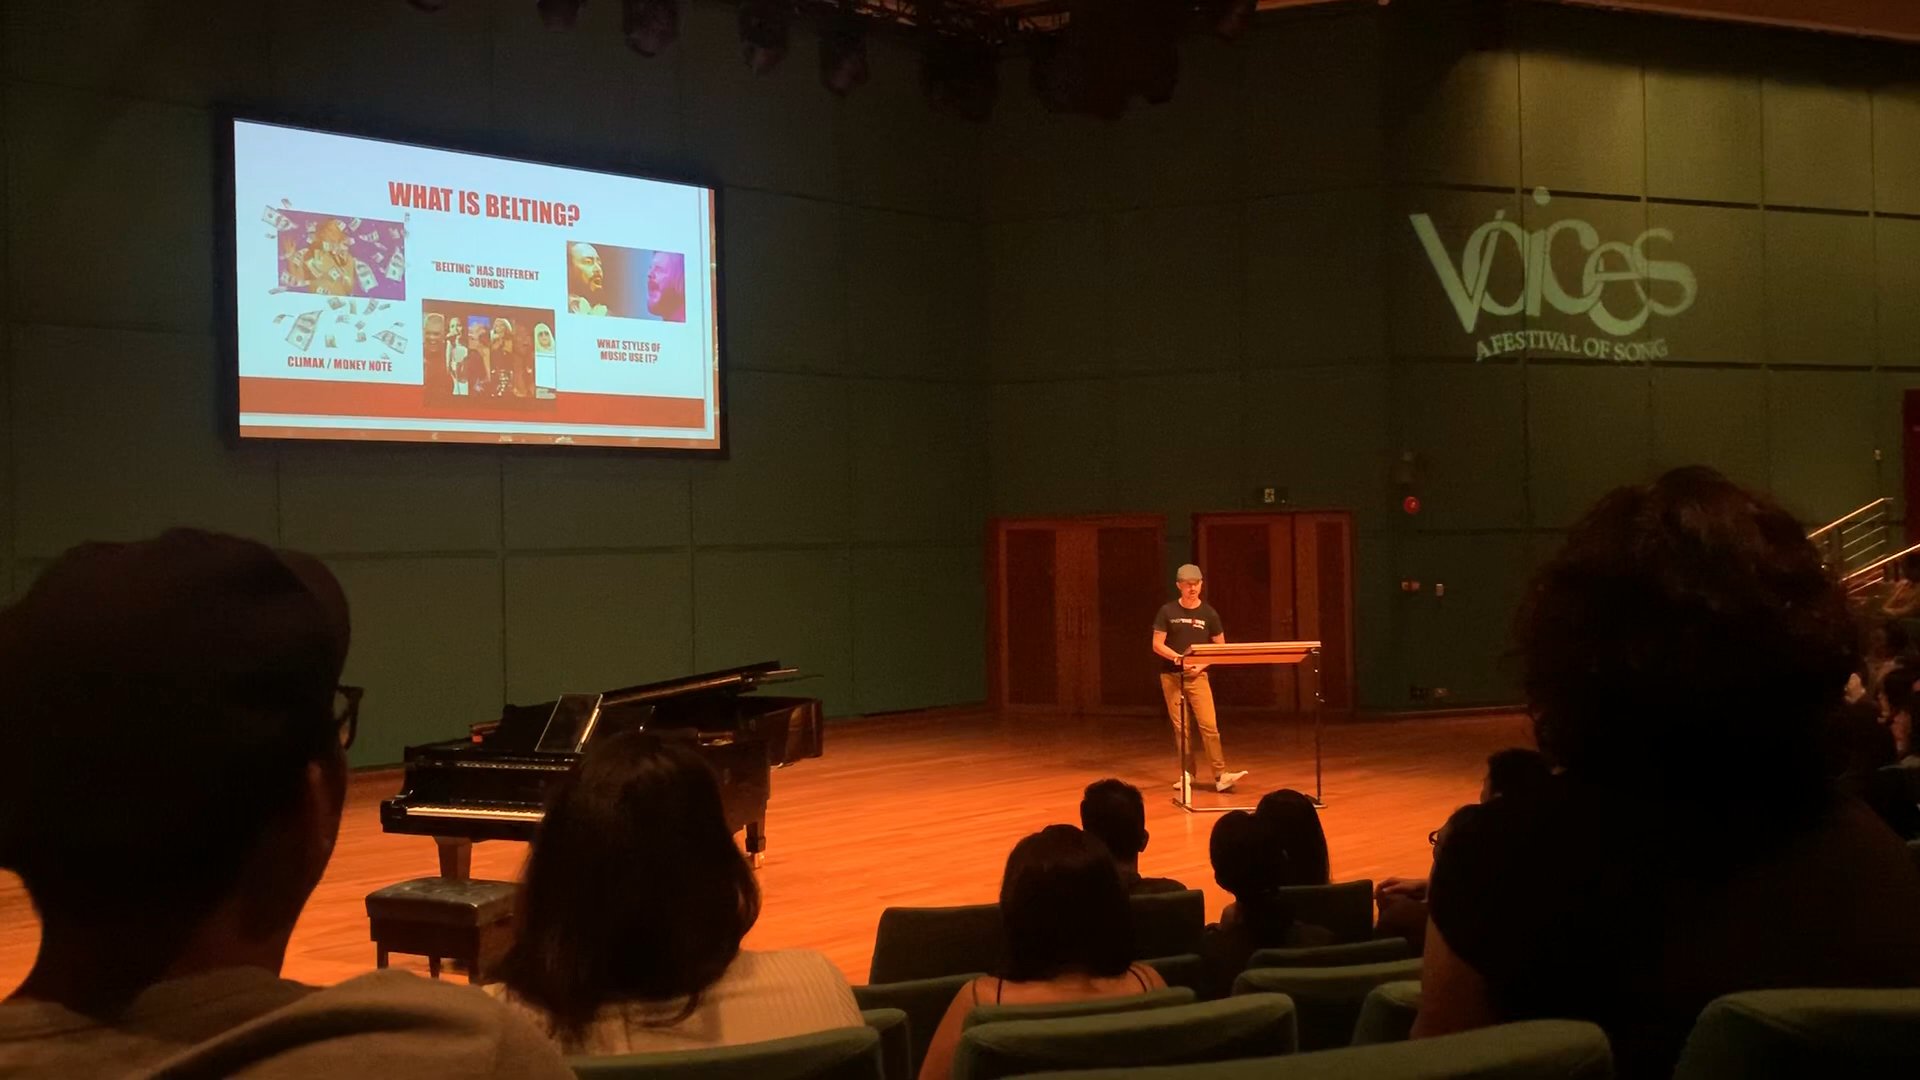 WHAT IS BELTING?
"BELTING" HAS DIFFERENT
SOUNDS
CLIMAX / MONEY NOTE
WHAT STYLES OF
MUSIC USE IT?
Voices
A FESTIVAL OF SONG